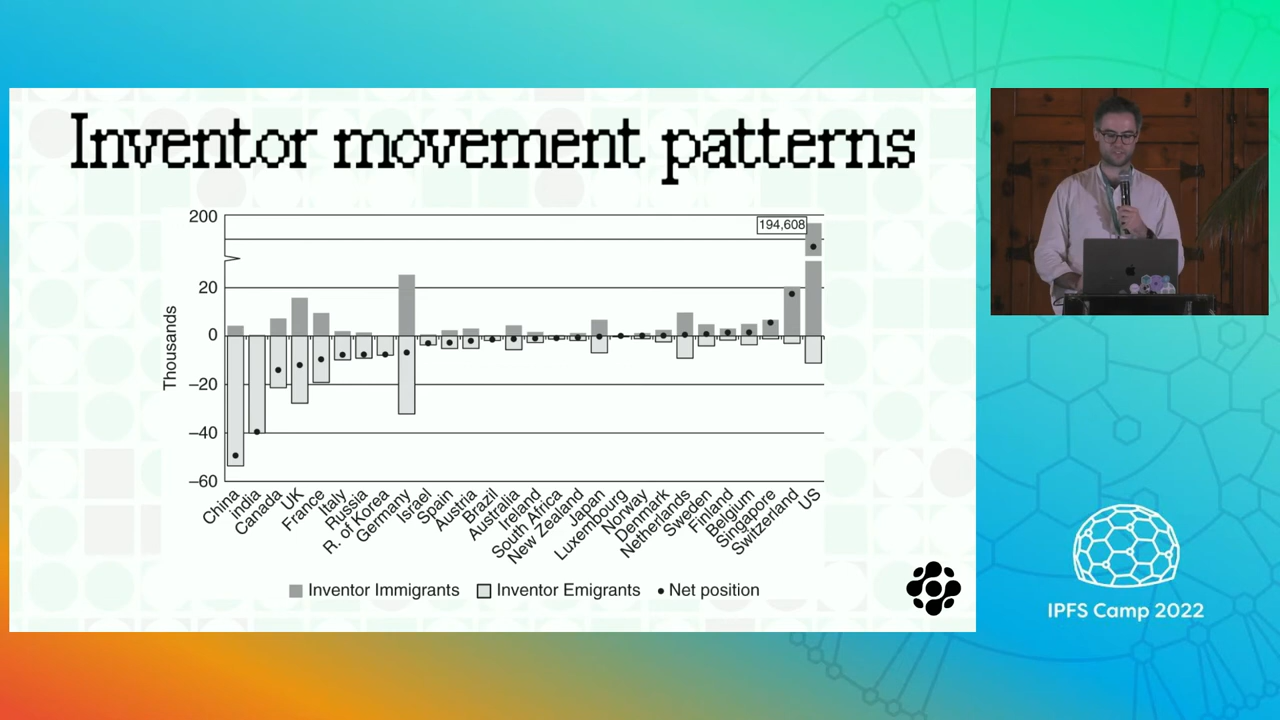 Inventor movement patterns
200
194,608
20
0
–20
–40
–60
Thousands
China
India
Canada
UK
France
Italy
Russia
R. of Korea
Germany
Israel
Spain
Austria
Brazil
Australia
Ireland
South Africa
New Zealand
Japan
Luxembourg
Norway
Denmark
Netherlands
Sweden
Finland
Belgium
Singapore
Switzerland
US
Inventor Immigrants
Inventor Emigrants
Net position
IPFS Camp 2022